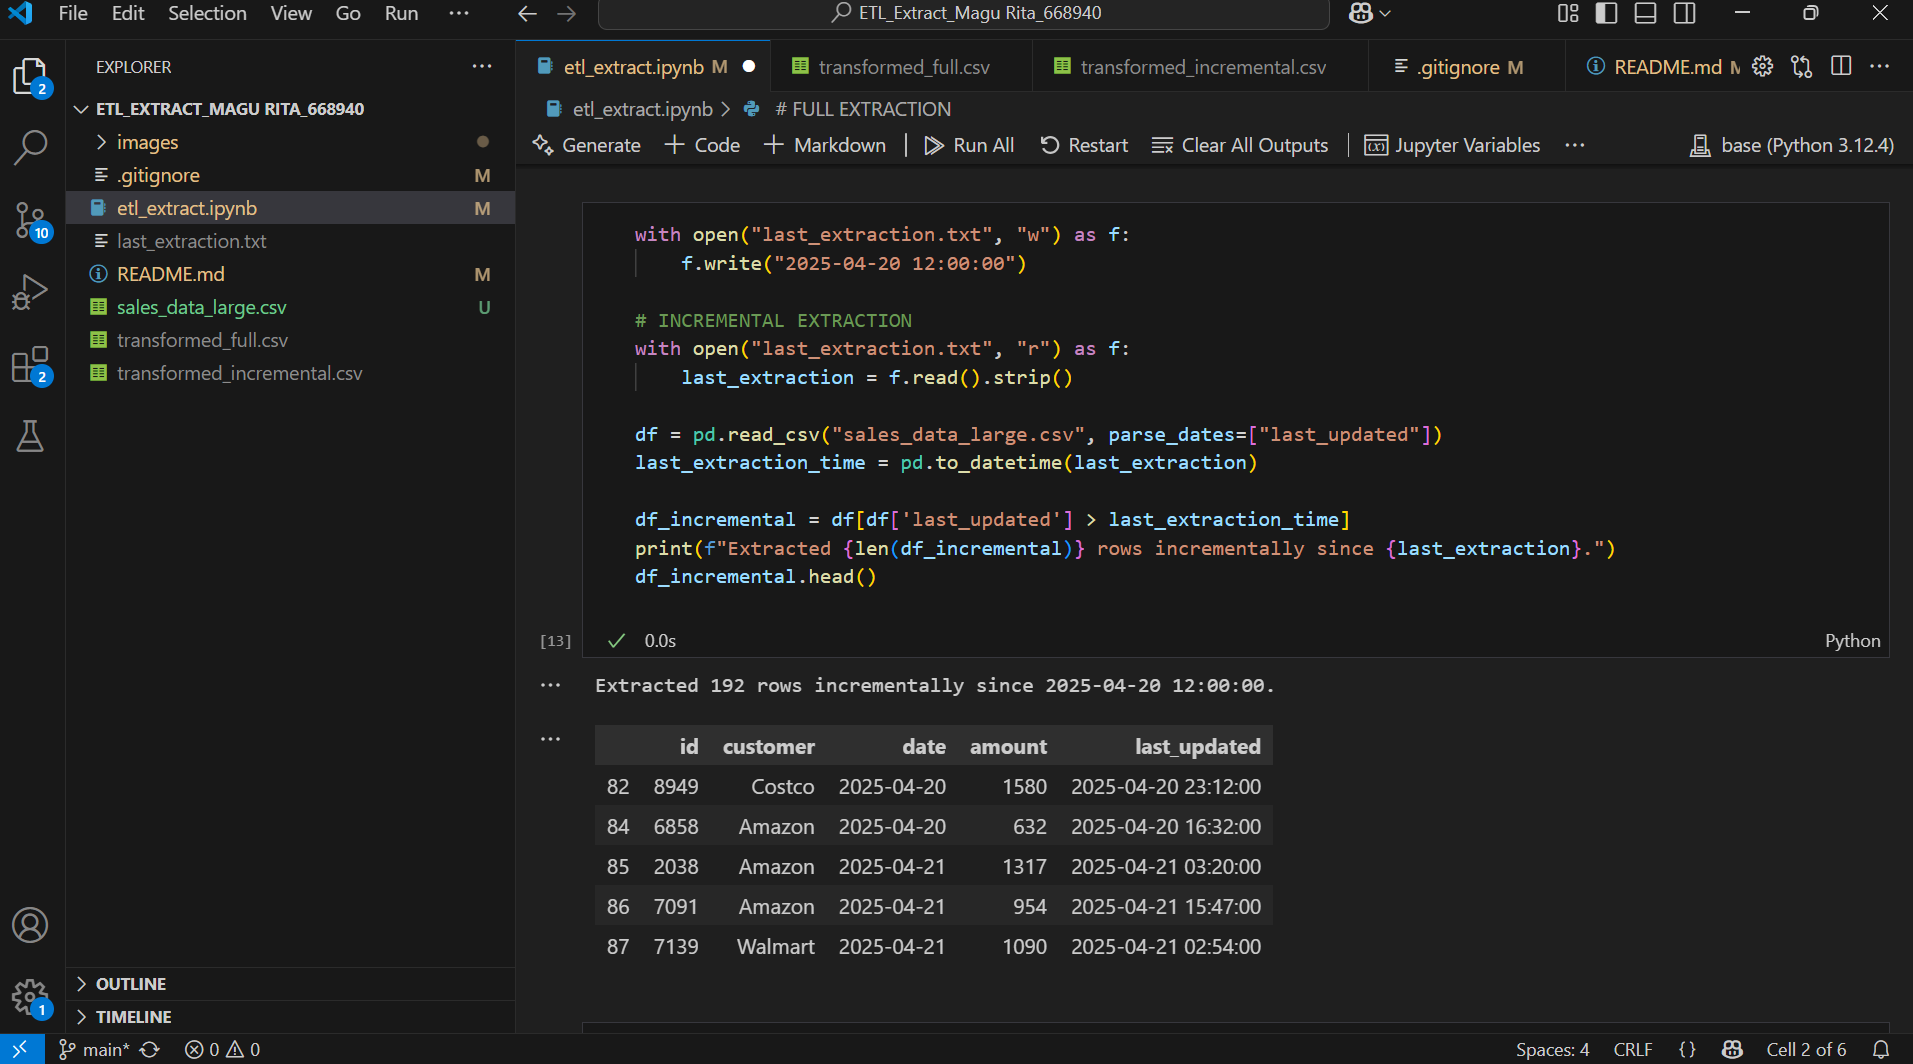 File Edit Selection View Go Run ··· ETL_Extract_Magu Rita_668940
EXPLORER ···
ETL_EXTRACT_MAGU RITA_668940
images
.gitignore M
etl_extract.ipynb M
last_extraction.txt
README.md M
sales_data_large.csv U
transformed_full.csv
transformed_incremental.csv
OUTLINE
TIMELINE
2
10
2
1
etl_extract.ipynb M transformed_full.csv transformed_incremental.csv .gitignore M README.md M ···
etl_extract.ipynb > # FULL EXTRACTION
Generate + Code + Markdown | Run All Restart Clear All Outputs | Jupyter Variables ··· base (Python 3.12.4)
with open("last_extraction.txt", "w") as f:
f.write("2025-04-20 12:00:00")
# INCREMENTAL EXTRACTION
with open("last_extraction.txt", "r") as f:
last_extraction = f.read().strip()
df = pd.read_csv("sales_data_large.csv", parse_dates=["last_updated"])
last_extraction_time = pd.to_datetime(last_extraction)
df_incremental = df[df['last_updated'] > last_extraction_time]
print(f"Extracted {len(df_incremental)} rows incrementally since {last_extraction}.")
df_incremental.head()
[13] 0.0s Python
Extracted 192 rows incrementally since 2025-04-20 12:00:00.
id customer date amount last_updated
82 8949 Costco 2025-04-20 1580 2025-04-20 23:12:00
84 6858 Amazon 2025-04-20 632 2025-04-20 16:32:00
85 2038 Amazon 2025-04-21 1317 2025-04-21 03:20:00
86 7091 Amazon 2025-04-21 954 2025-04-21 15:47:00
87 7139 Walmart 2025-04-21 1090 2025-04-21 02:54:00
main* 0 0 Spaces: 4 CRLF {} Cell 2 of 6